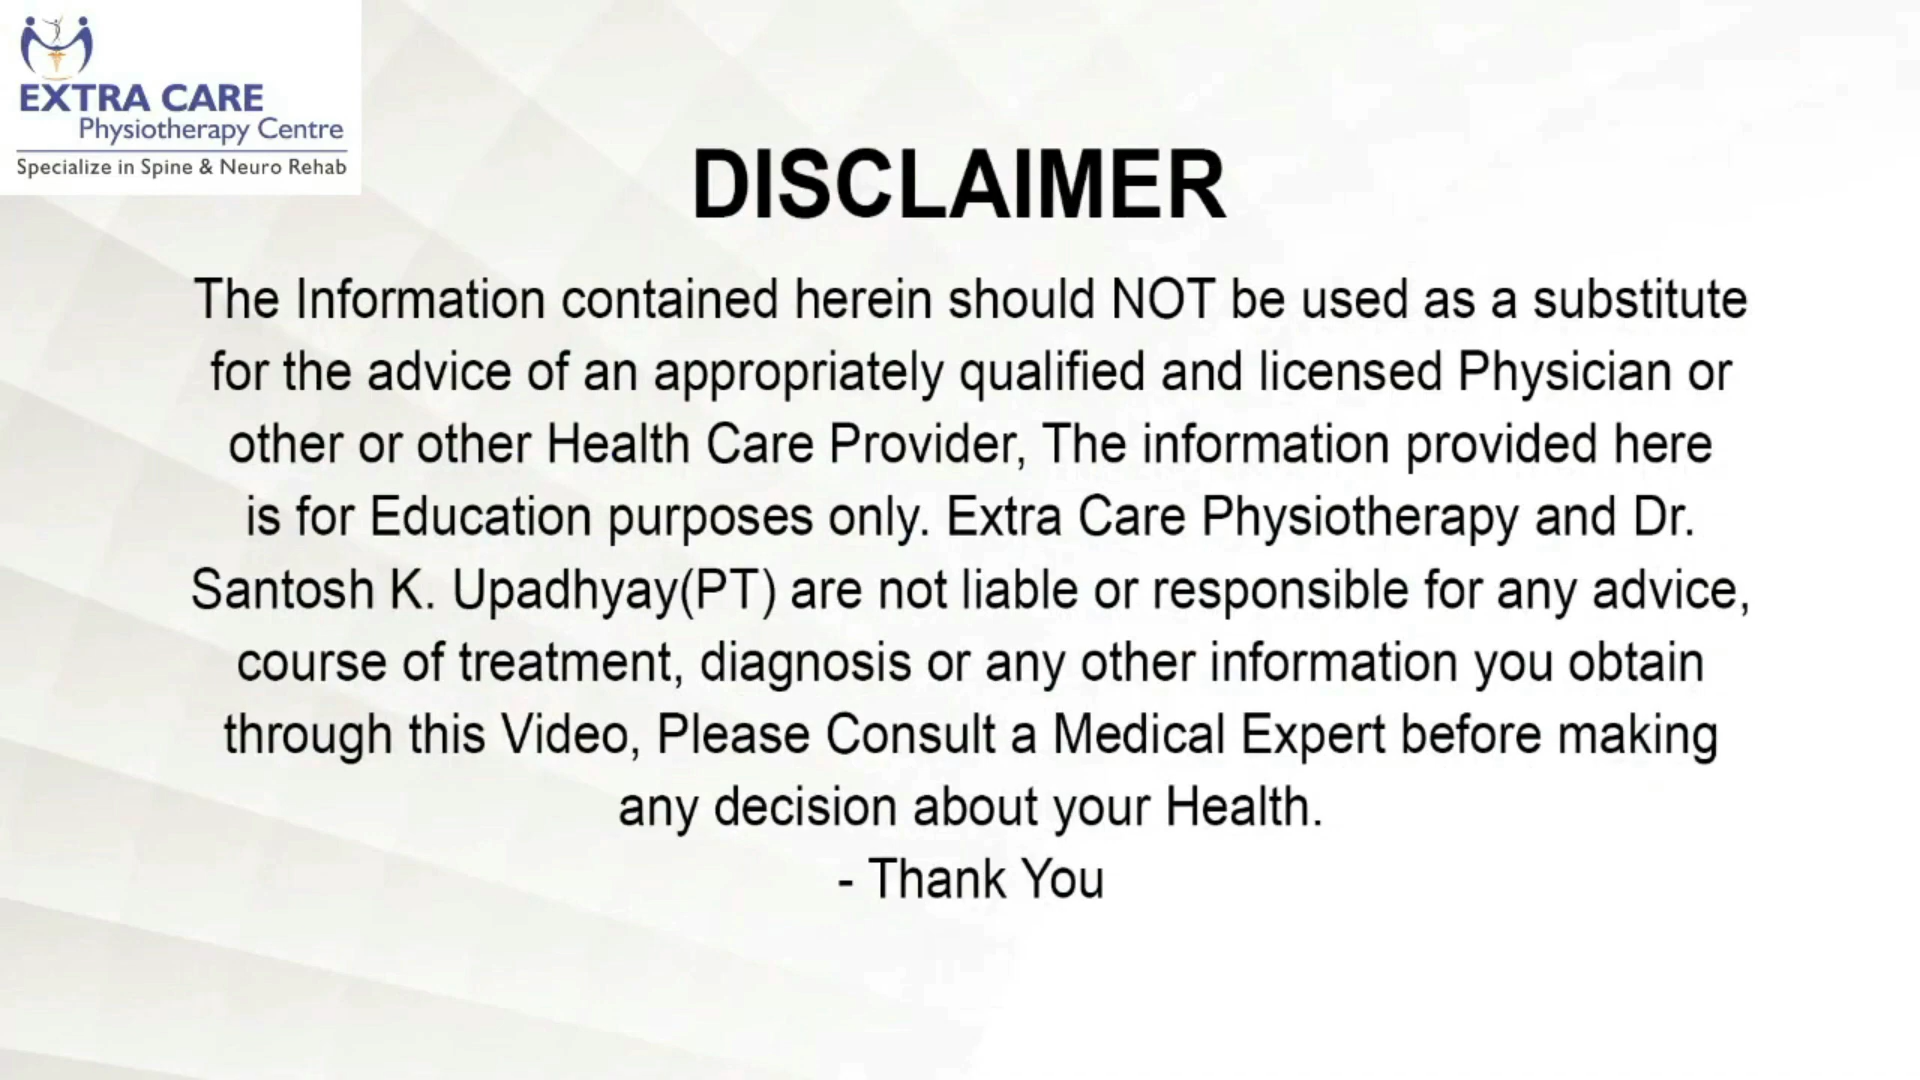 EXTRA CARE
Physiotherapy Centre
Specialize in Spine & Neuro Rehab
DISCLAIMER
The Information contained herein should NOT be used as a substitute
for the advice of an appropriately qualified and licensed Physician or
other or other Health Care Provider, The information provided here
is for Education purposes only. Extra Care Physiotherapy and Dr.
Santosh K. Upadhyay(PT) are not liable or responsible for any advice,
course of treatment, diagnosis or any other information you obtain
through this Video, Please Consult a Medical Expert before making
any decision about your Health.
- Thank You